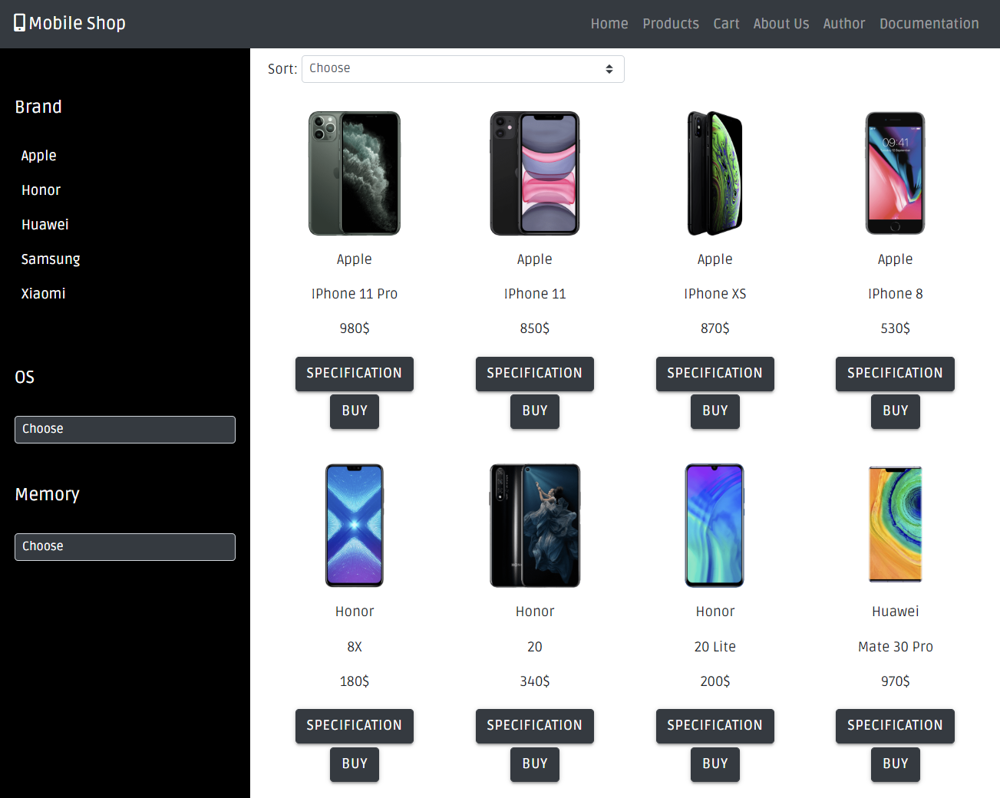 Mobile Shop
Home Products Cart About Us Author Documentation
Brand
Apple
Honor
Huawei
Samsung
Xiaomi
OS
Choose
Memory
Choose
Sort: Choose
09:41
Apple Apple Apple Apple
IPhone 11 Pro IPhone 11 IPhone XS IPhone 8
980$ 850$ 870$ 530$
SPECIFICATION SPECIFICATION SPECIFICATION SPECIFICATION
BUY BUY BUY BUY
Honor Honor Honor Huawei
8X 20 20 Lite Mate 30 Pro
180$ 340$ 200$ 970$
SPECIFICATION SPECIFICATION SPECIFICATION SPECIFICATION
BUY BUY BUY BUY